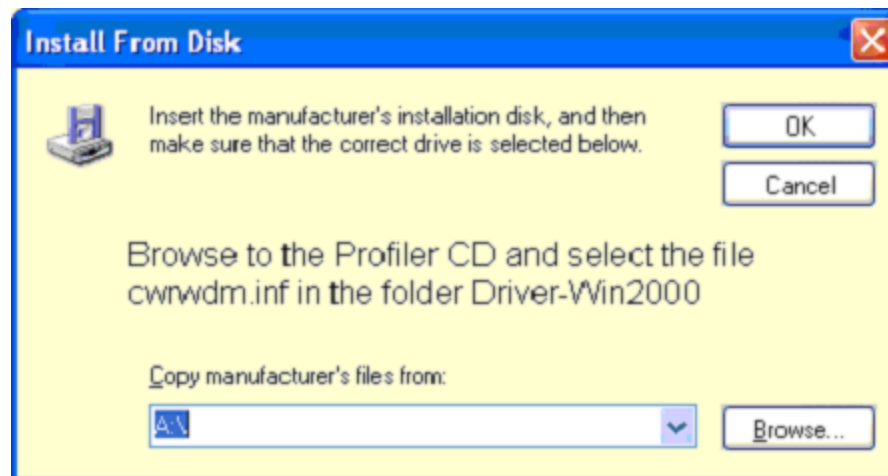 Install From Disk
Insert the manufacturer's installation disk, and then
make sure that the correct drive is selected below.
OK
Cancel
Browse to the Profiler CD and select the file
cwrwdm.inf in the folder Driver-Win2000
Copy manufacturer's files from:
A:\
Browse...